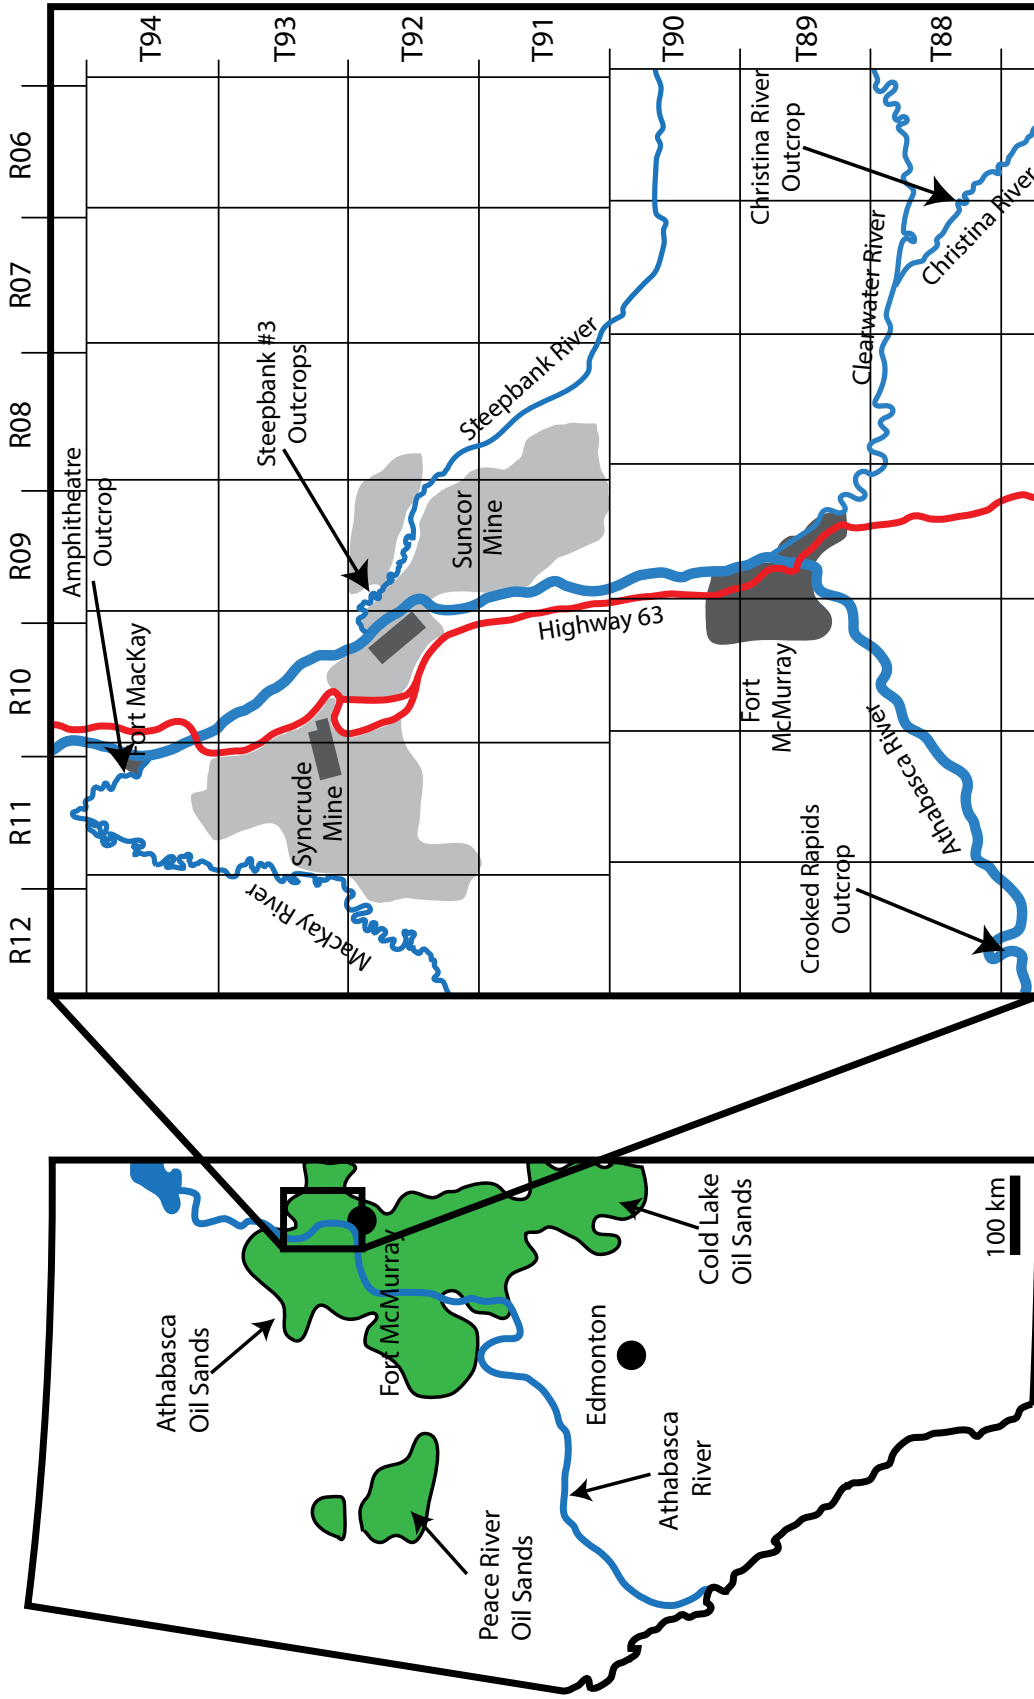 Athabasca
Oil Sands
Peace River
Oil Sands
Fort McMurray
Cold Lake
Oil Sands
Edmonton
Athabasca
River
100 km
R12
R11
R10
R09
R08
R07
R06
T94
T93
T92
T91
T90
T89
T88
Amphitheatre
Outcrop
Fort MacKay
Steepbank #3
Outcrops
Syncrude
Mine
MacKay River
Suncor
Mine
Steepbank River
Highway 63
Fort
McMurray
Athabasca River
Crooked Rapids
Outcrop
Clearwater River
Christina River
Outcrop
Christina River